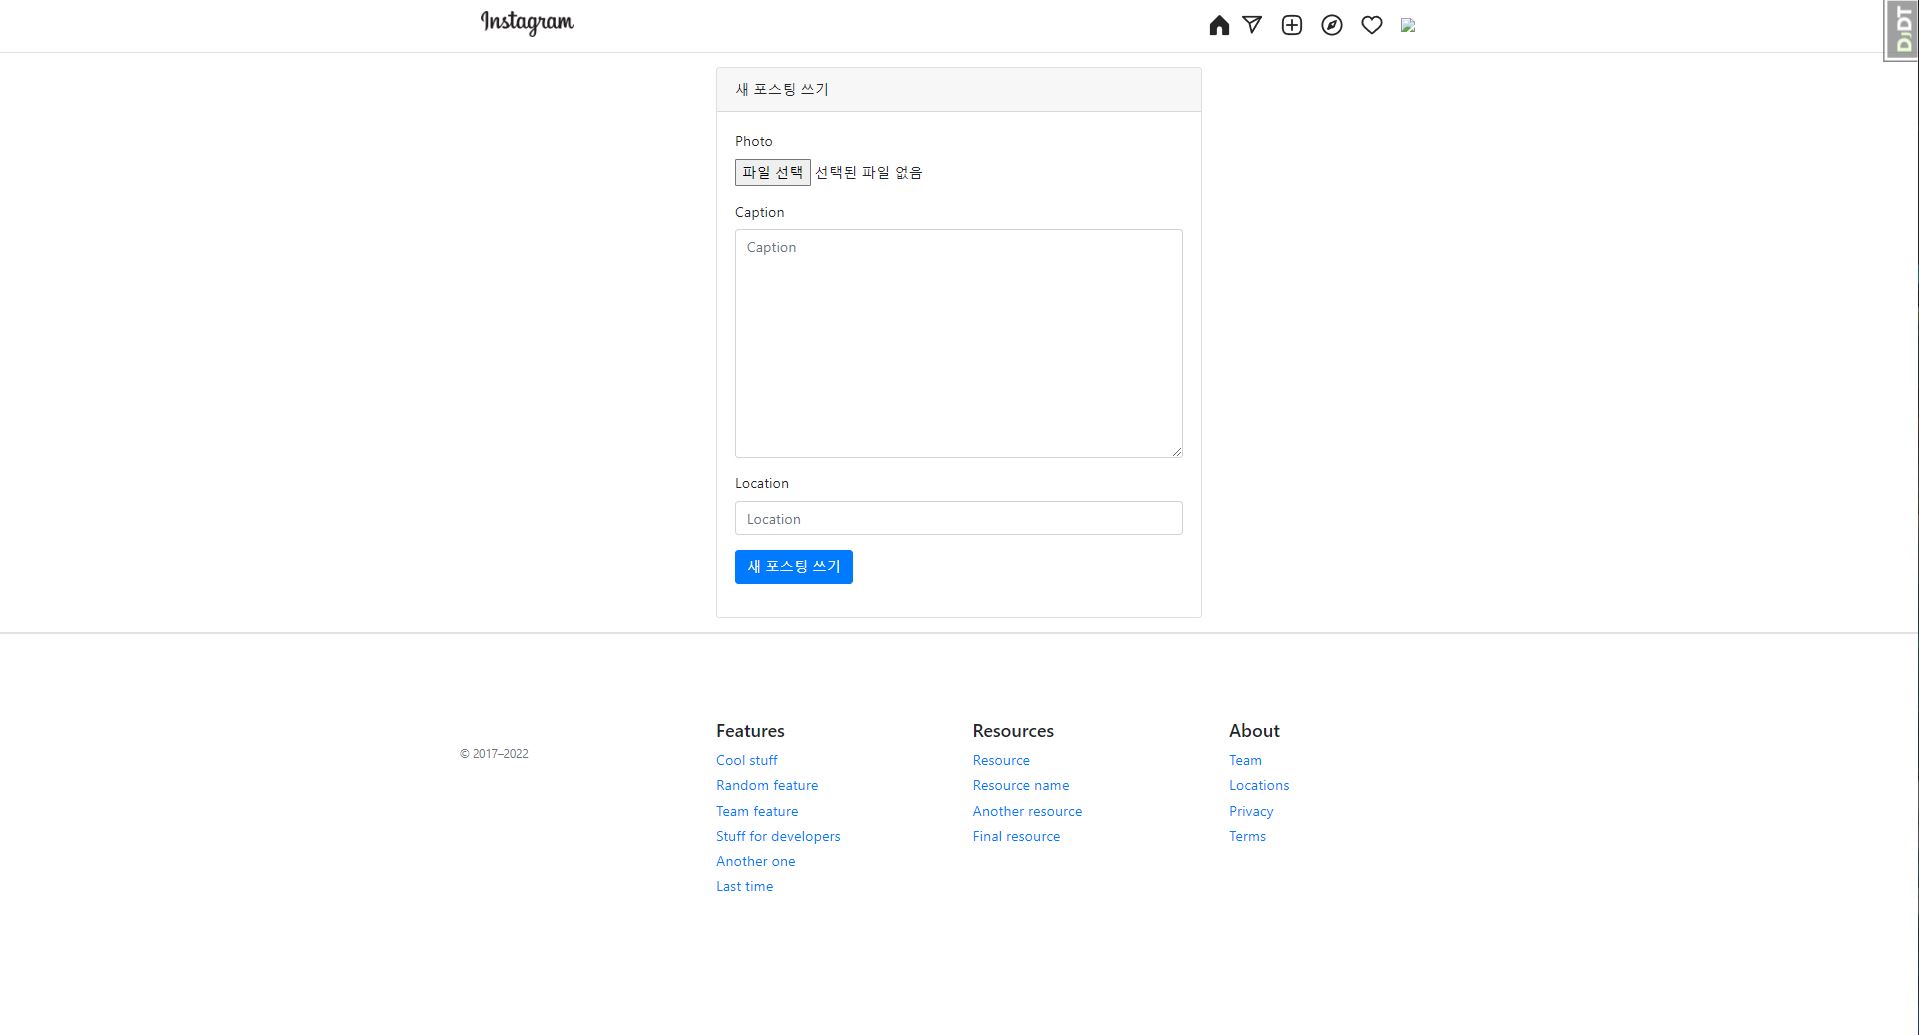 Instagram
DjDT
새 포스팅 쓰기
Photo
파일 선택 선택된 파일 없음
Caption
Caption
Location
Location
새 포스팅 쓰기
© 2017–2022
Features
Cool stuff
Random feature
Team feature
Stuff for developers
Another one
Last time
Resources
Resource
Resource name
Another resource
Final resource
About
Team
Locations
Privacy
Terms